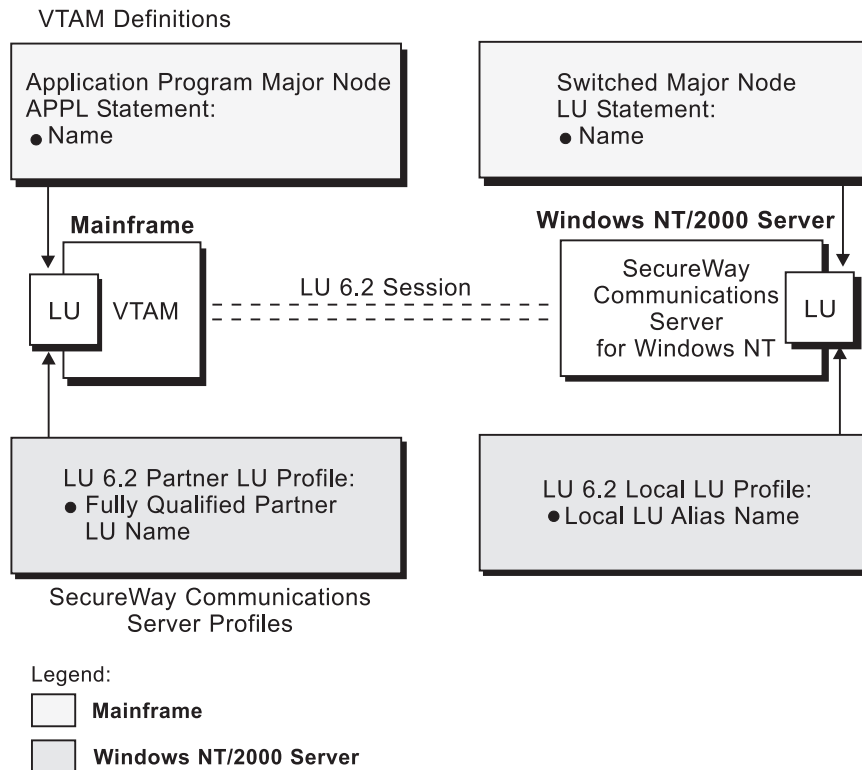 VTAM Definitions
Application Program Major Node
APPL Statement:
● Name
Switched Major Node
LU Statement:
● Name
Mainframe
Windows NT/2000 Server
LU
VTAM
LU 6.2 Session
SecureWay
Communications
Server
for Windows NT
LU
LU 6.2 Partner LU Profile:
● Fully Qualified Partner
LU Name
LU 6.2 Local LU Profile:
● Local LU Alias Name
SecureWay Communications
Server Profiles
Legend:
Mainframe
Windows NT/2000 Server